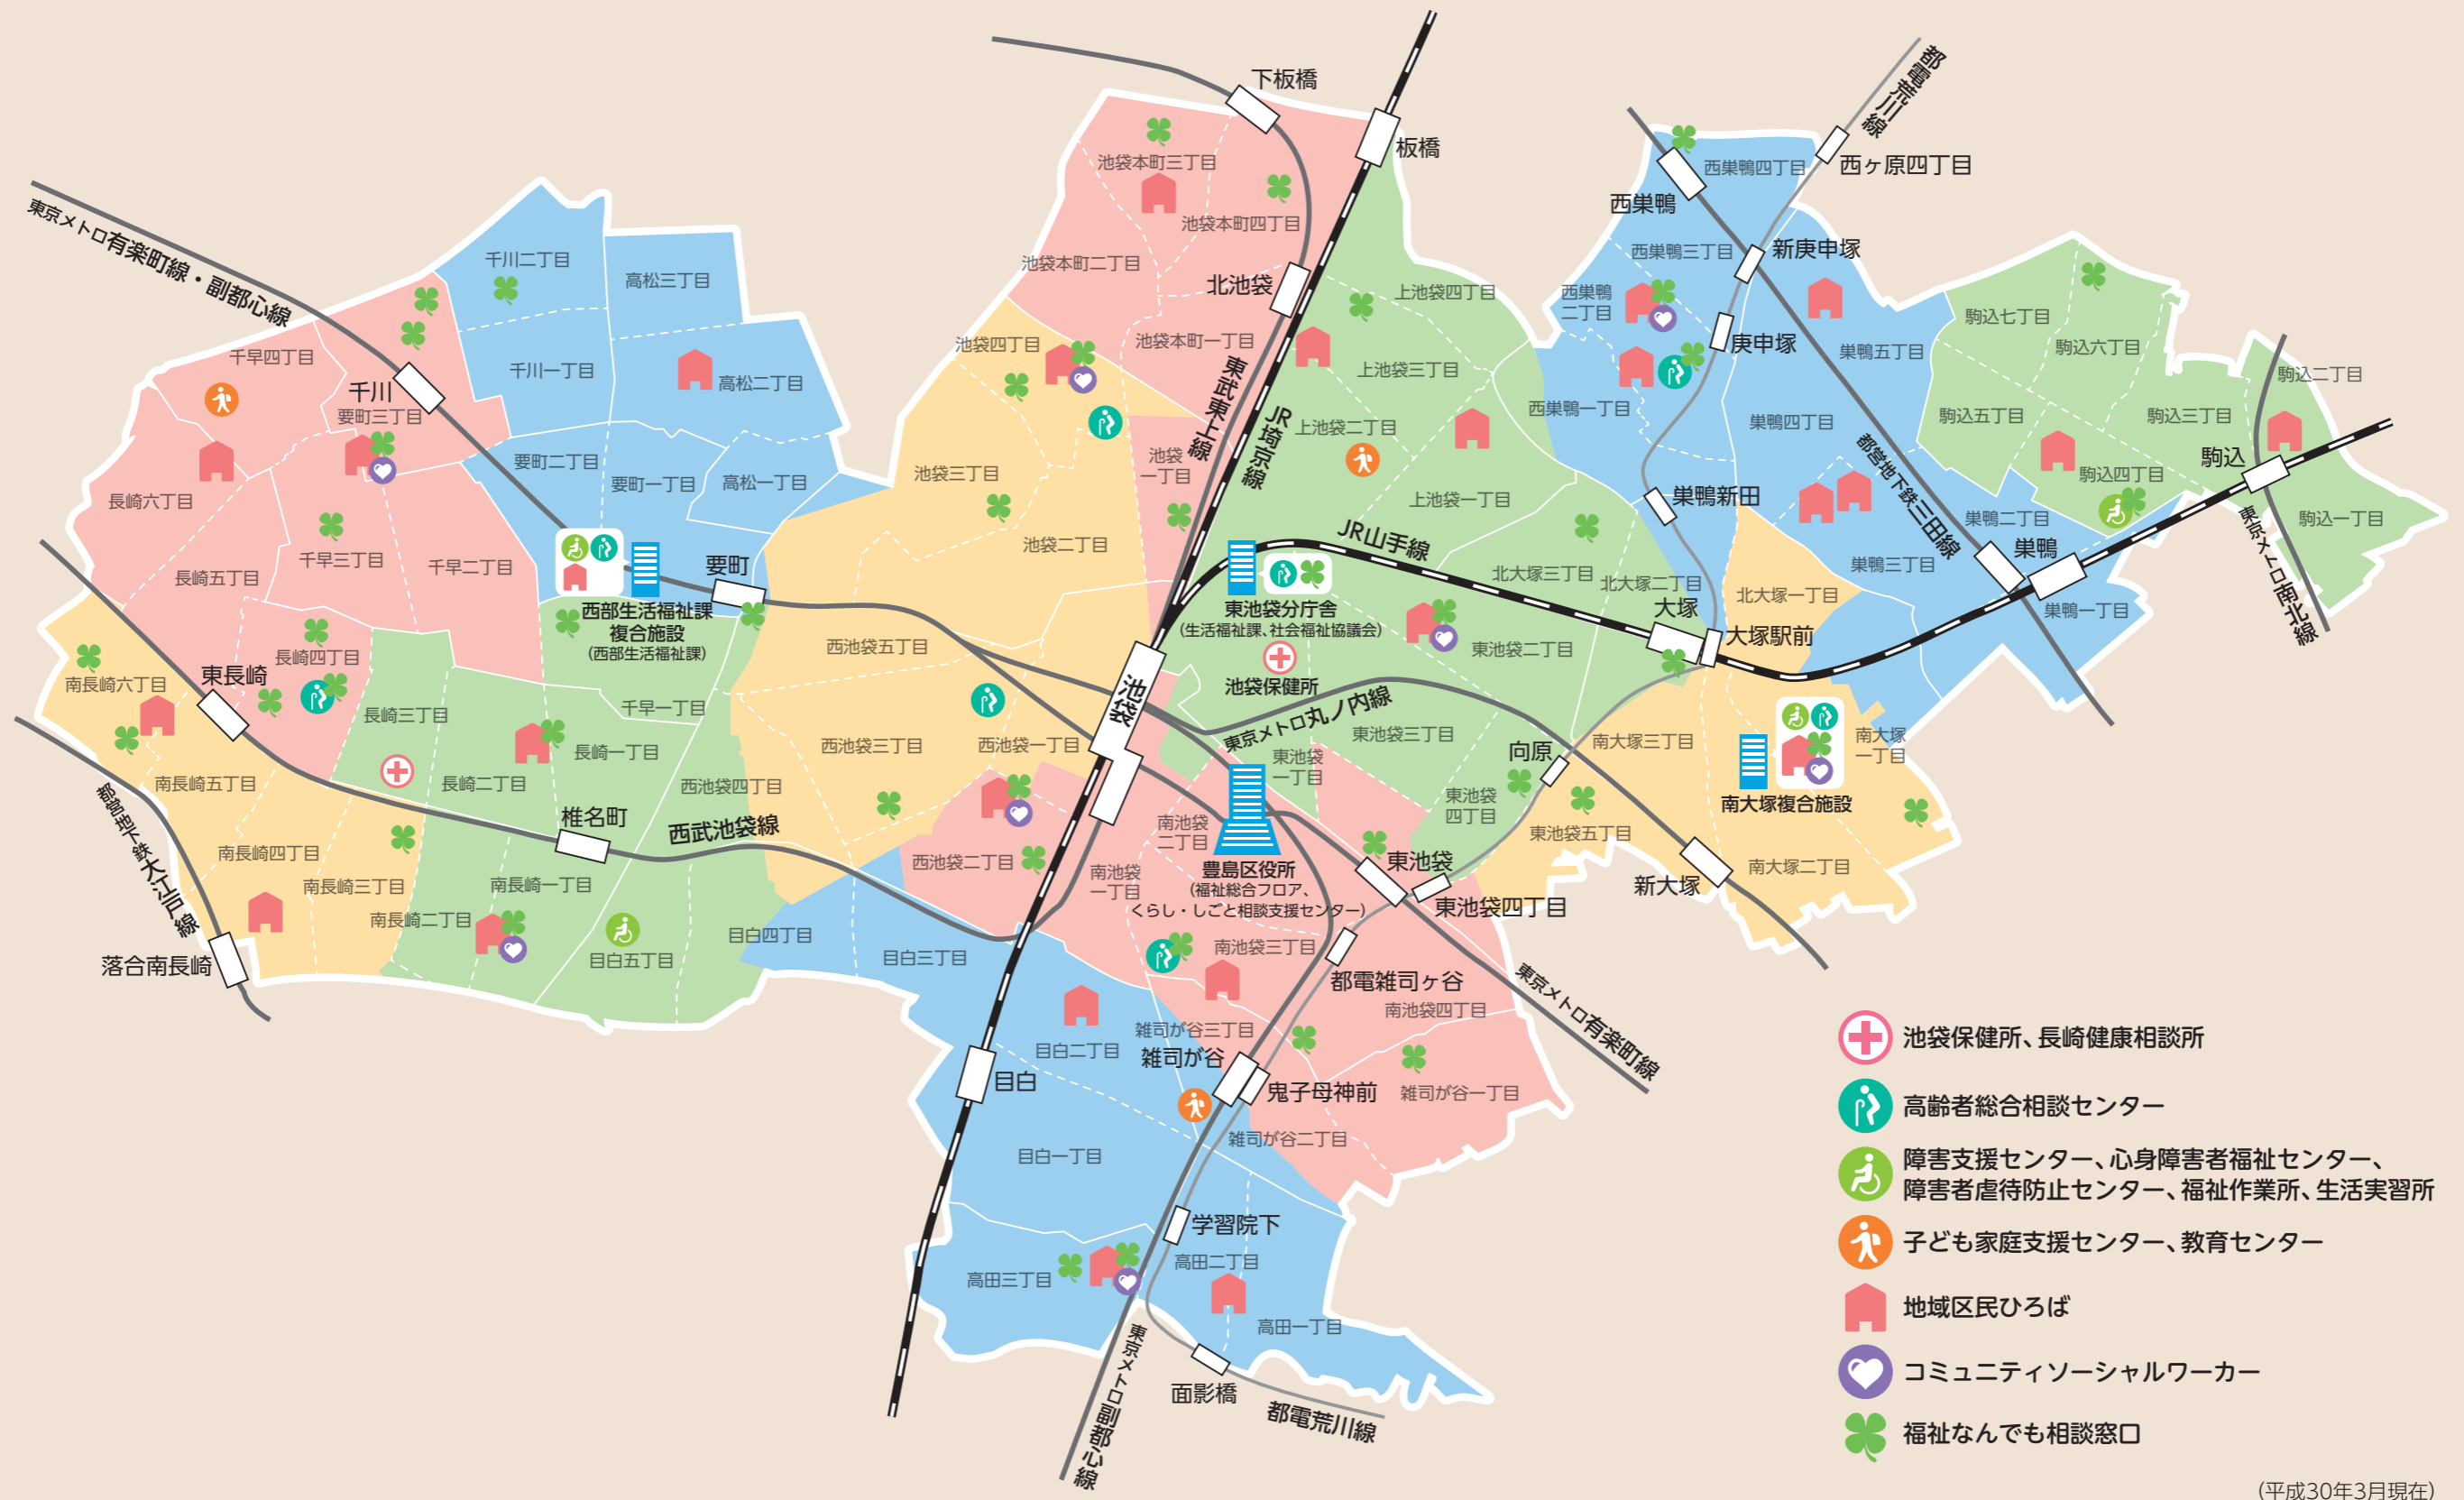 下板橋
都電荒川線
板橋
池袋本町三丁目
西巣鴨四丁目
西ヶ原四丁目
西巣鴨
東京メトロ有楽町線・副都心線
池袋本町四丁目
千川二丁目
高松三丁目
池袋本町二丁目
北池袋
上池袋四丁目
西巣鴨三丁目
新庚申塚
西巣鴨
二丁目
駒込七丁目
駒込六丁目
千早四丁目
池袋四丁目
池袋本町一丁目
庚申塚
巣鴨五丁目
千川
千川一丁目
高松二丁目
東武東上線
上池袋三丁目
駒込二丁目
要町三丁目
JR埼京線
上池袋二丁目
西巣鴨一丁目
巣鴨四丁目
駒込五丁目
駒込三丁目
要町二丁目
要町一丁目
高松一丁目
池袋三丁目
池袋
一丁目
都営地下鉄三田線
駒込四丁目
駒込
長崎六丁目
上池袋一丁目
巣鴨新田
巣鴨二丁目
駒込一丁目
千早三丁目
千早二丁目
池袋二丁目
JR山手線
巣鴨
東京メトロ南北線
長崎五丁目
要町
北大塚三丁目
北大塚二丁目
北大塚一丁目
巣鴨三丁目
巣鴨一丁目
西部生活福祉課
複合施設
(西部生活福祉課)
東池袋分庁舎
(生活福祉課、社会福祉協議会)
大塚
大塚駅前
長崎四丁目
西池袋五丁目
東池袋二丁目
南長崎六丁目
東長崎
池袋
池袋保健所
長崎三丁目
千早一丁目
東京メトロ丸ノ内線
西池袋三丁目
西池袋一丁目
東池袋三丁目
向原
南大塚三丁目
南大塚
一丁目
長崎一丁目
東池袋
一丁目
南長崎五丁目
長崎二丁目
西池袋四丁目
東池袋
四丁目
南大塚複合施設
都営地下鉄大江戸線
椎名町
西武池袋線
南池袋
二丁目
東池袋五丁目
南長崎四丁目
西池袋二丁目
南池袋
一丁目
豊島区役所
(福祉総合フロア、
くらし・しごと相談支援センター)
東池袋
新大塚
南大塚二丁目
南長崎三丁目
南長崎一丁目
東池袋四丁目
南長崎二丁目
目白四丁目
南池袋三丁目
落合南長崎
目白五丁目
目白三丁目
都電雑司ヶ谷
東京メトロ有楽町線
南池袋四丁目
雑司が谷三丁目
目白二丁目
雑司が谷
目白
鬼子母神前
雑司が谷一丁目
雑司が谷二丁目
目白一丁目
学習院下
高田三丁目
高田二丁目
高田一丁目
東京メトロ副都心線
面影橋
都電荒川線
池袋保健所、長崎健康相談所
高齢者総合相談センター
障害支援センター、心身障害者福祉センター、
障害者虐待防止センター、福祉作業所、生活実習所
子ども家庭支援センター、教育センター
地域区民ひろば
コミュニティソーシャルワーカー
福祉なんでも相談窓口
(平成30年3月現在)